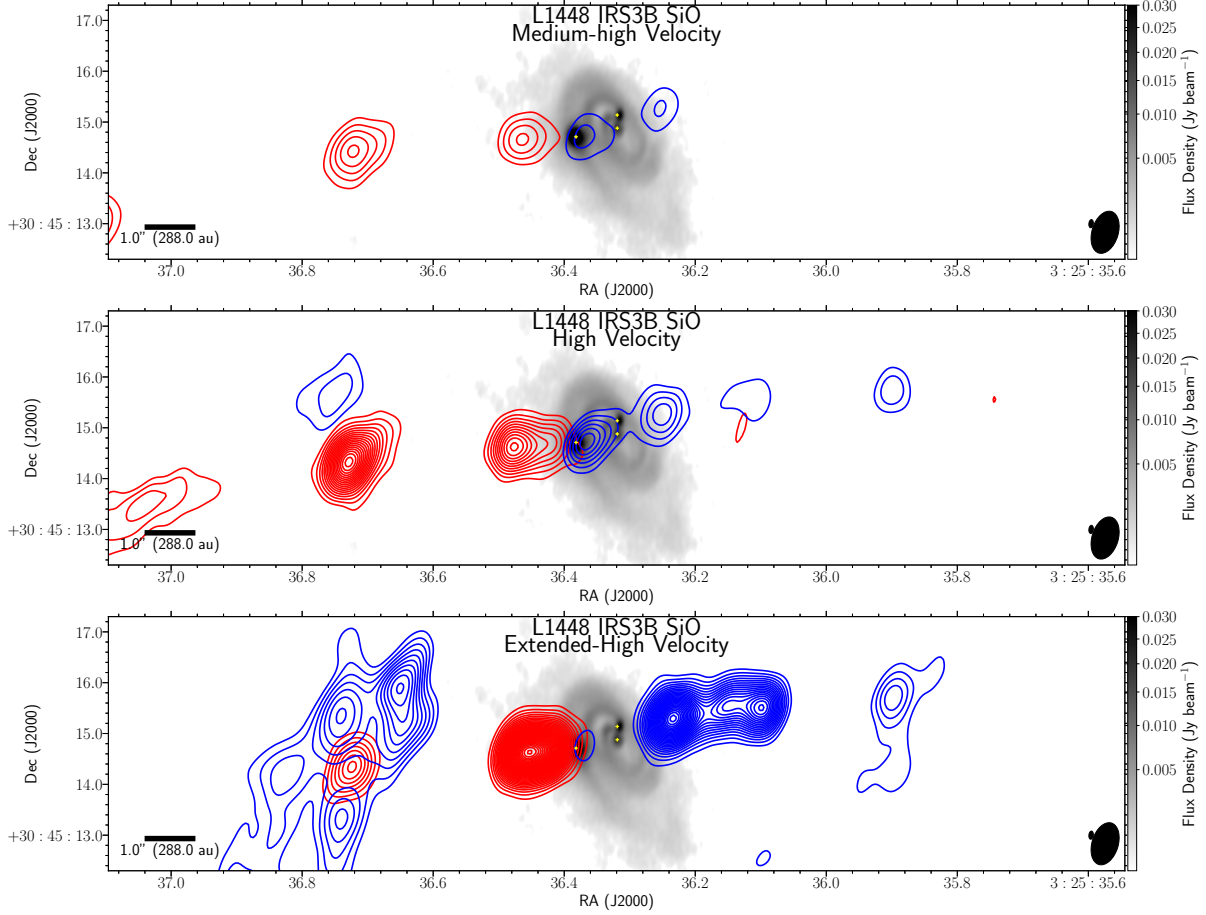 L1448 IRS3B SiO
Medium-high Velocity
17.0
16.0
15.0
14.0
+30 : 45 : 13.0
Dec (J2000)
1.0" (288.0 au)
37.0 36.8 36.6 36.4 36.2 36.0 35.8 3 : 25 : 35.6
RA (J2000)
0.030
0.025
0.020
0.015
0.010
0.005
Flux Density (Jy beam−1)
L1448 IRS3B SiO
High Velocity
17.0
16.0
15.0
14.0
+30 : 45 : 13.0
Dec (J2000)
1.0" (288.0 au)
37.0 36.8 36.6 36.4 36.2 36.0 35.8 3 : 25 : 35.6
RA (J2000)
0.030
0.025
0.020
0.015
0.010
0.005
Flux Density (Jy beam−1)
L1448 IRS3B SiO
Extended-High Velocity
17.0
16.0
15.0
14.0
+30 : 45 : 13.0
Dec (J2000)
1.0" (288.0 au)
37.0 36.8 36.6 36.4 36.2 36.0 35.8 3 : 25 : 35.6
RA (J2000)
0.030
0.025
0.020
0.015
0.010
0.005
Flux Density (Jy beam−1)